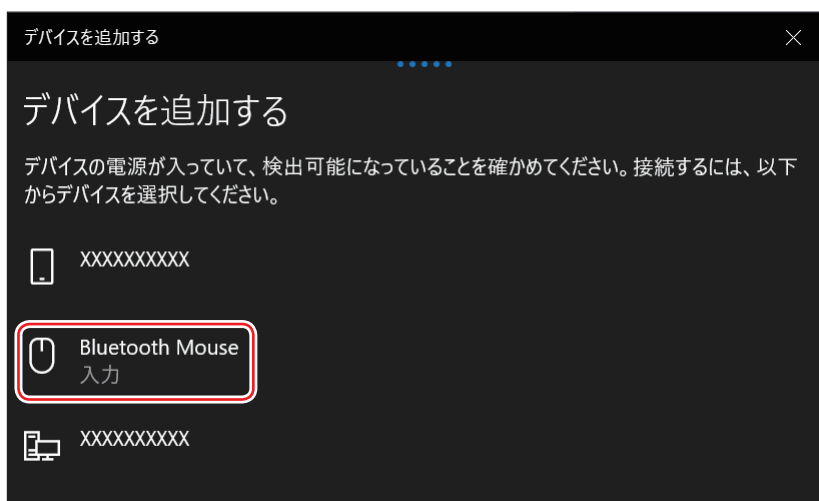 デバイスを追加する
デバイスを追加する
デバイスの電源が入っていて、検出可能になっていることを確かめてください。接続するには、以下
からデバイスを選択してください。
XXXXXXXXXX
Bluetooth Mouse
入力
XXXXXXXXXX